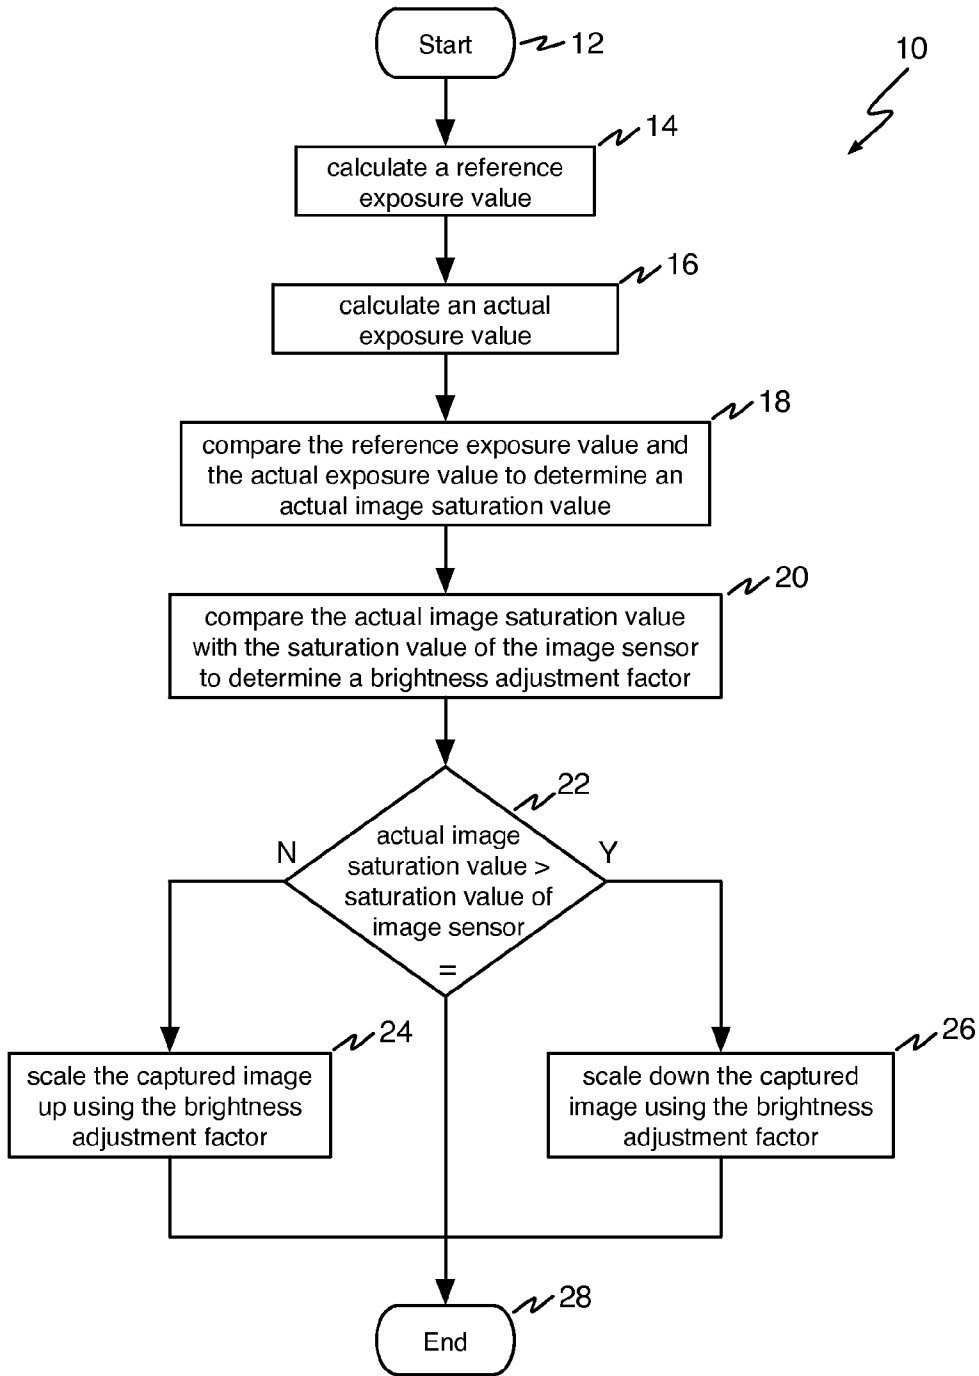 Start
12
10
14
calculate a reference
exposure value
16
calculate an actual
exposure value
18
compare the reference exposure value and
the actual exposure value to determine an
actual image saturation value
20
compare the actual image saturation value
with the saturation value of the image sensor
to determine a brightness adjustment factor
22
actual image
saturation value >
saturation value of
image sensor
=
N
Y
24
scale the captured image
up using the brightness
adjustment factor
26
scale down the captured
image using the brightness
adjustment factor
28
End